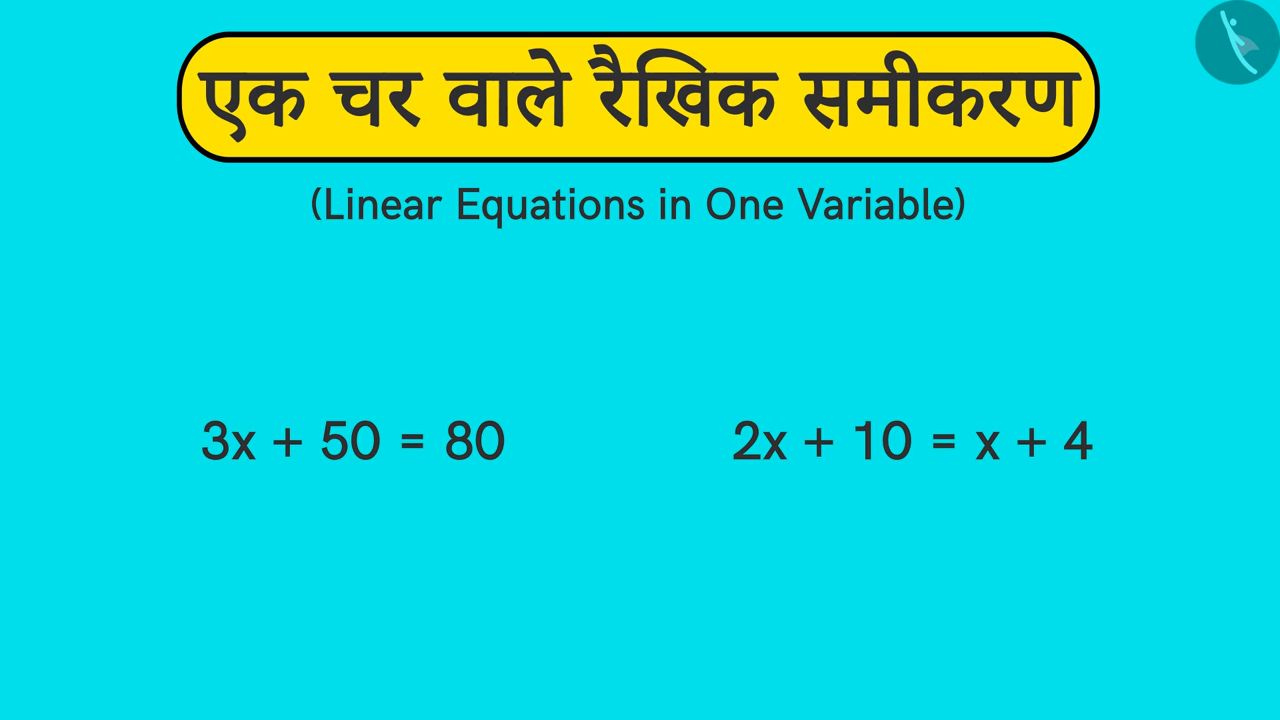 एक चर वाले रैखिक समीकरण
(Linear Equations in One Variable)
3x + 50 = 80
2x + 10 = x + 4